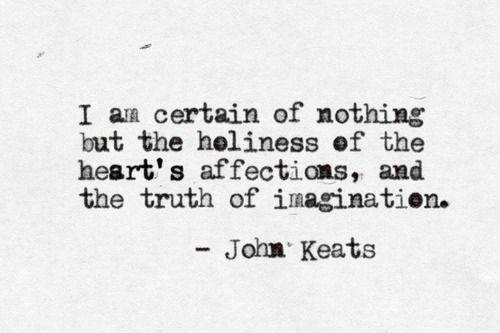 I am certain of nothing
but the holiness of the
heart's affections, and
the truth of imagination.
- John Keats